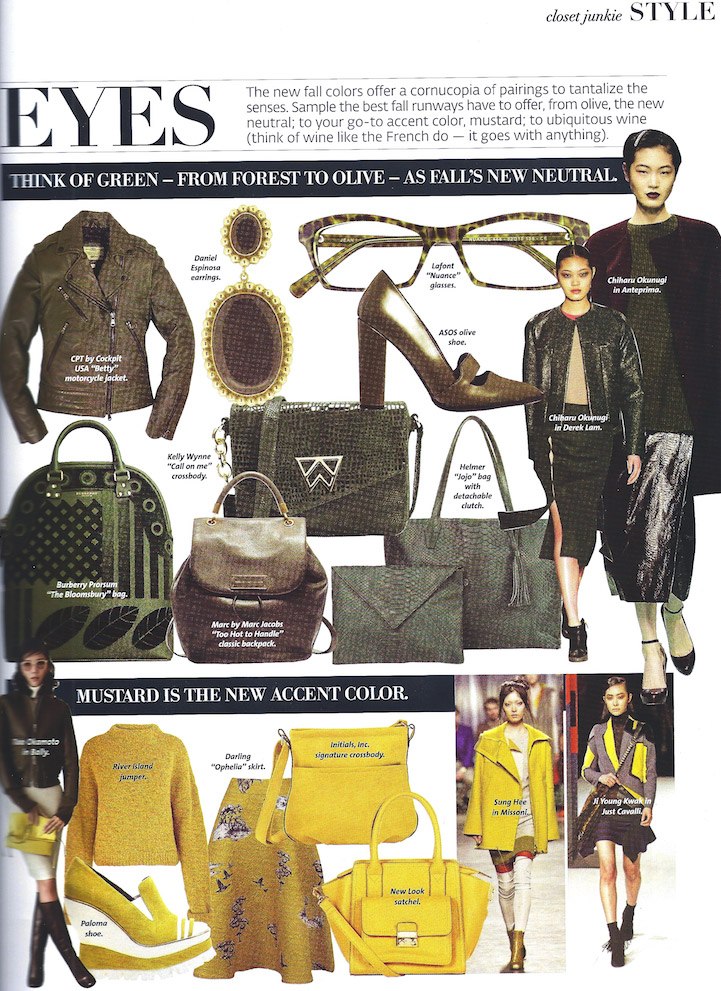 closet junkie STYLE
EYES
The new fall colors offer a cornucopia of pairings to tantalize the
senses. Sample the best fall runways have to offer, from olive, the new
neutral; to your go-to accent color, mustard; to ubiquitous wine
(think of wine like the French do — it goes with anything).
THINK OF GREEN – FROM FOREST TO OLIVE – AS FALL'S NEW NEUTRAL.
Daniel
Espinosa
earrings.
Lafont
"Nuance"
glasses.
Chiharu Okunugi
in Anteprima.
CPT by Cockpit
USA "Betty"
motorcycle jacket.
ASOS olive
shoe.
Chiharu Okunugi
in Derek Lam.
Kelly Wynne
"Call on me"
crossbody.
Helmer
"Jojo" bag
with
detachable
clutch.
Burberry Prorsum
"The Bloomsbury" bag.
Marc by Marc Jacobs
"Too Hot to Handle"
classic backpack.
MUSTARD IS THE NEW ACCENT COLOR.
Okamoto
in Bally.
River Island
jumper.
Darling
"Ophelia" skirt.
Initials, Inc.
signature crossbody.
Sung Hee
in Missoni.
Ji Young Kwak in
Just Cavalli.
New Look
satchel.
Paloma
shoe.